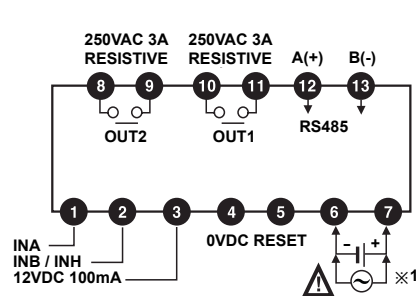 250VAC 3A 250VAC 3A
RESISTIVE RESISTIVE A(+) B(-)
8 9 10 11 12 13
OUT2 OUT1 RS485
1 2 3 4 5 6 7
INA 0VDC RESET - +
INB / INH
12VDC 100mA ※1